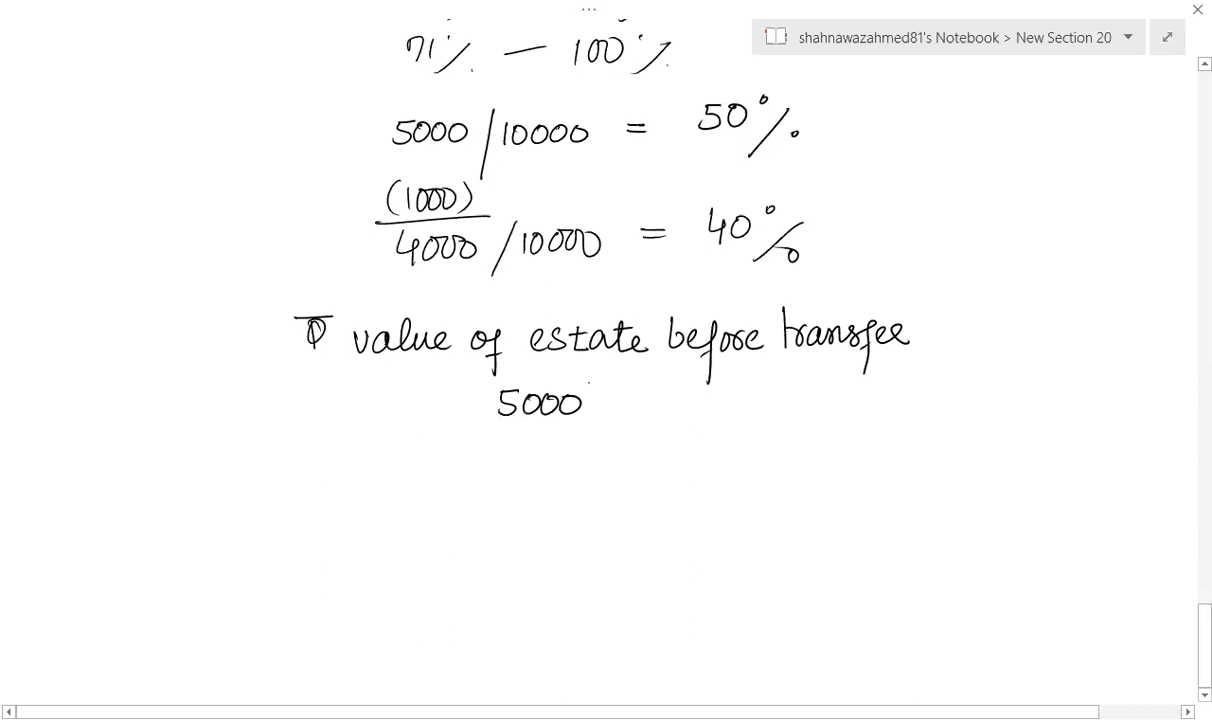 ...
shahnawazahmed81's Notebook > New Section 20
71% — 100%
5000/10000 = 50%.
(1000)
4000/10000 = 40%
value of estate before transfer
5000